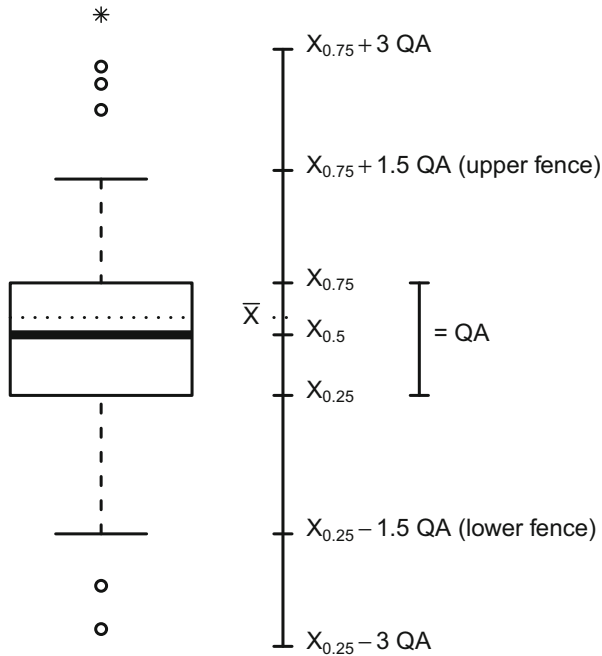 X₀.₇₅ + 3 QA
X₀.₇₅ + 1.5 QA (upper fence)
X₀.₇₅
X̅
X₀.₅
= QA
X₀.₂₅
X₀.₂₅ − 1.5 QA (lower fence)
X₀.₂₅ − 3 QA